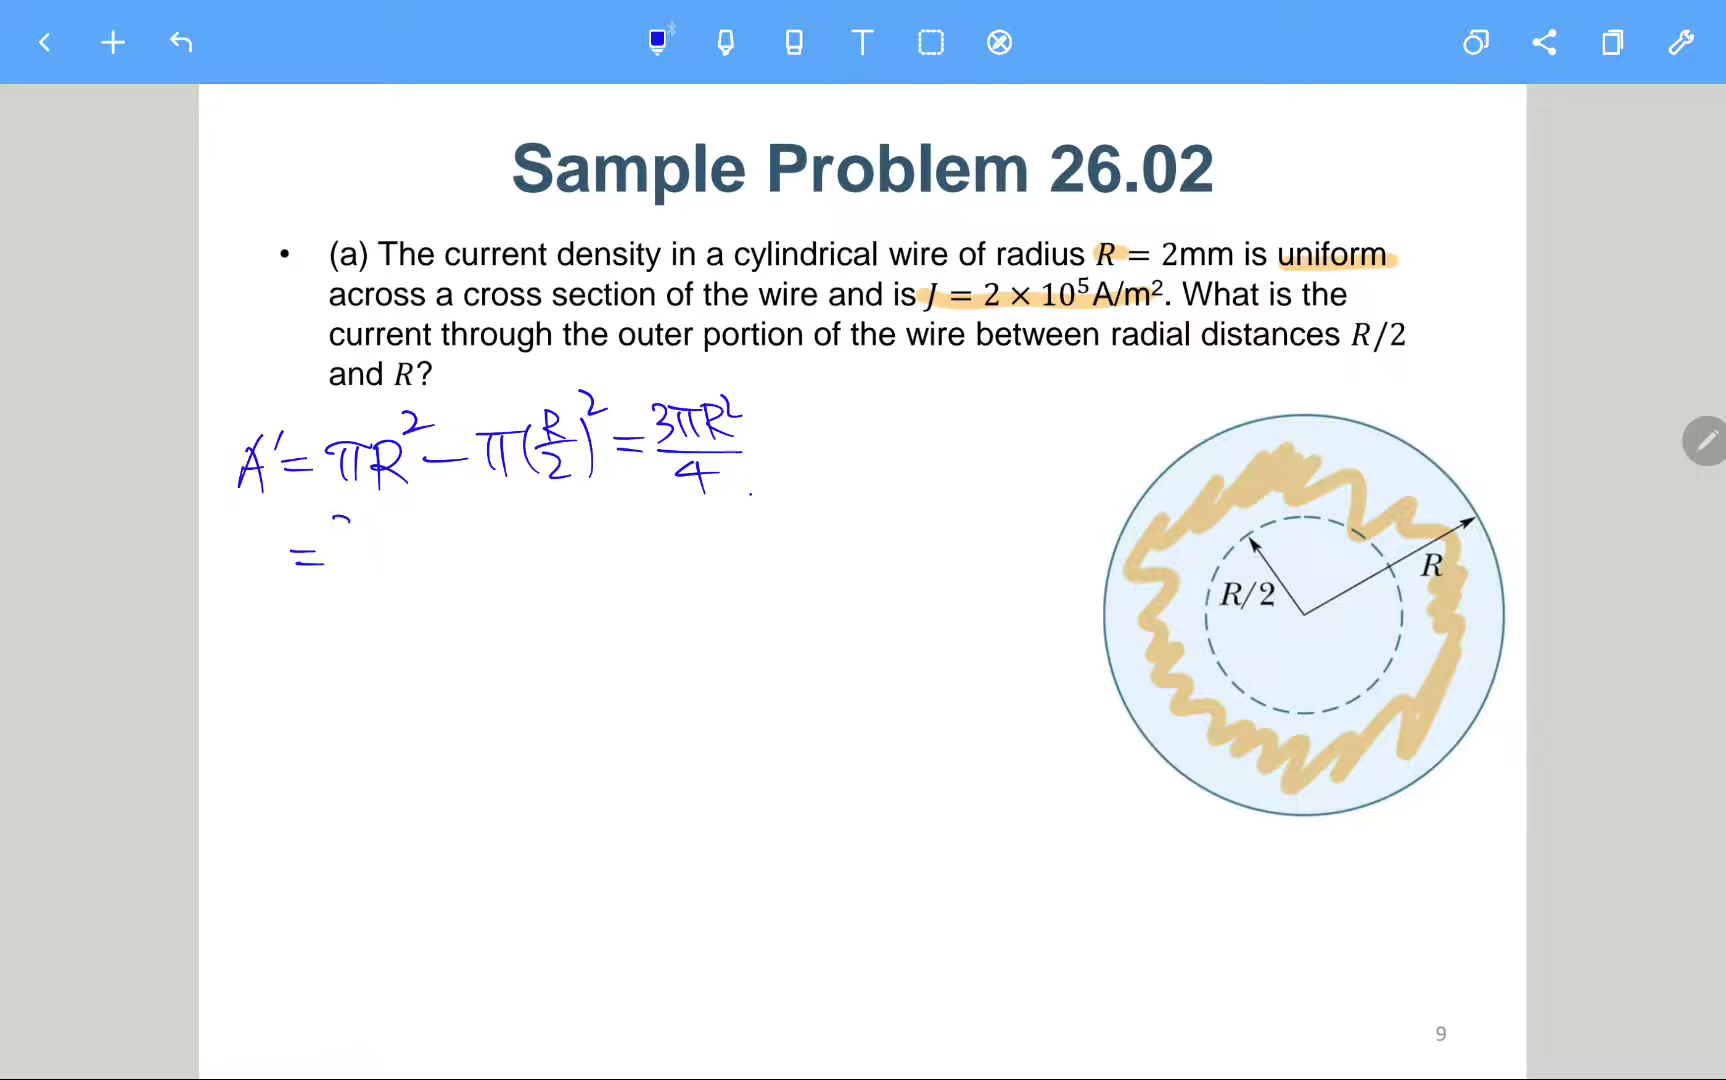 Sample Problem 26.02
• (a) The current density in a cylindrical wire of radius R = 2mm is uniform
across a cross section of the wire and is J = 2 × 10⁵A/m². What is the
current through the outer portion of the wire between radial distances R/2
and R?
A' = πR² − π(R/2)² = 3πR²/4
=
R/2
R
9